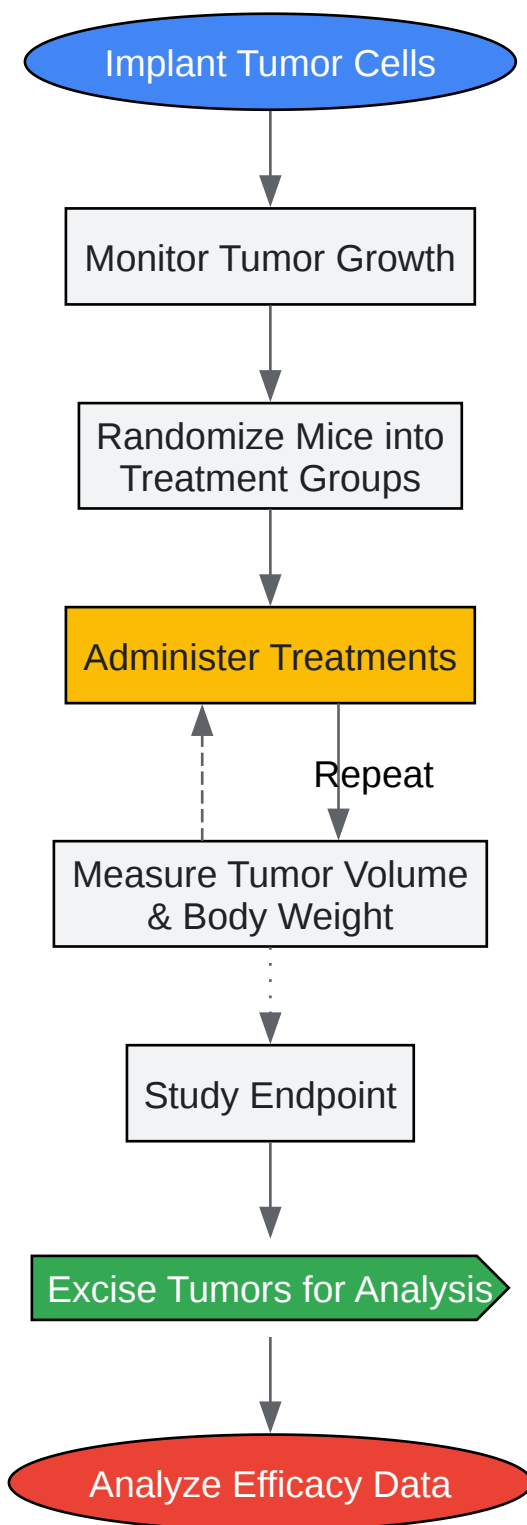 Implant Tumor Cells
Monitor Tumor Growth
Randomize Mice into
Treatment Groups
Administer Treatments
Repeat
Measure Tumor Volume
& Body Weight
Study Endpoint
Excise Tumors for Analysis
Analyze Efficacy Data